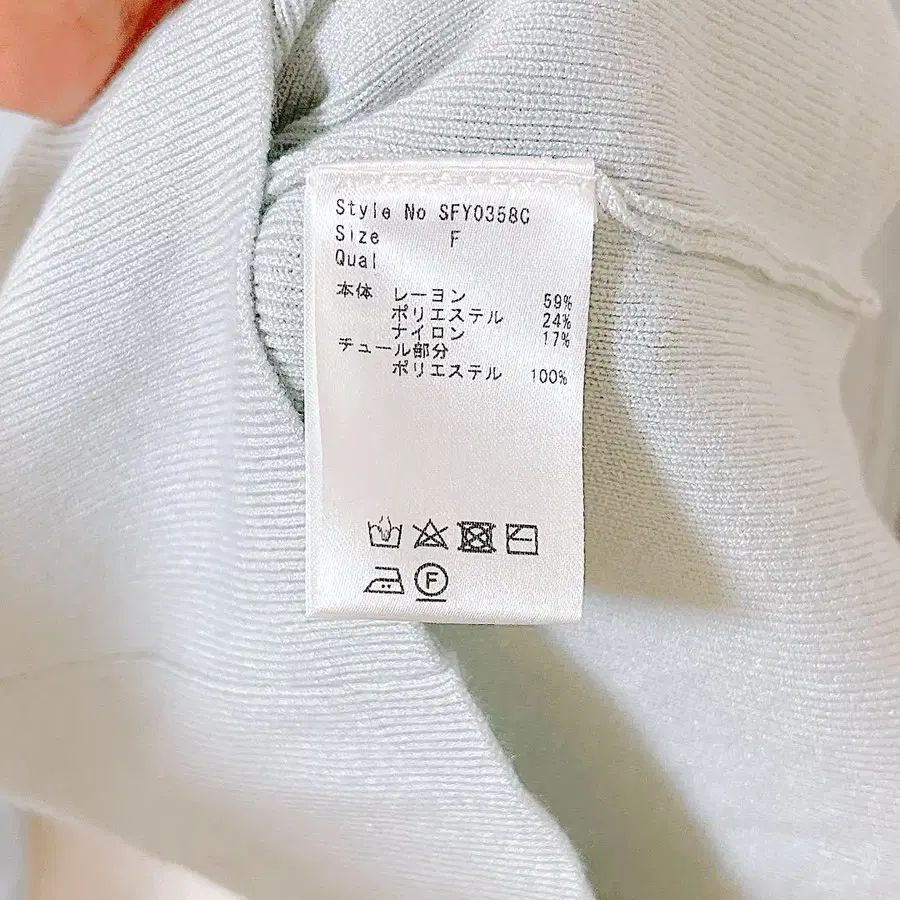 Style No SFY0358C
Size F
Qual
本体 レーヨン 59%
ポリエステル 24%
ナイロン 17%
チュール部分
ポリエステル 100%
F